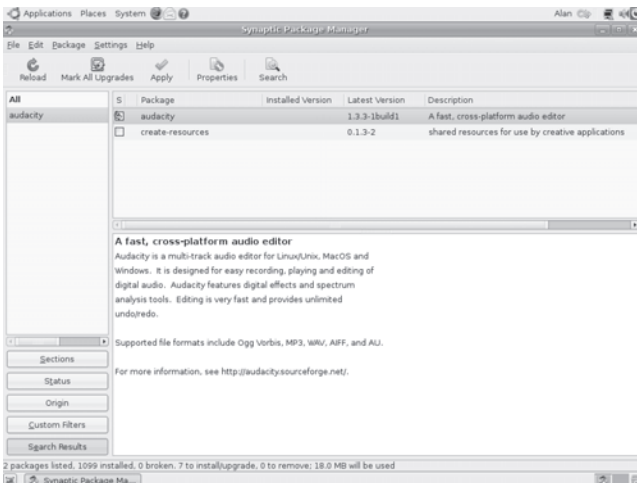 Applications Places System Alan
Synaptic Package Manager
File Edit Package Settings Help
Reload Mark All Upgrades Apply Properties Search
All
audacity
S Package Installed Version Latest Version Description
audacity 1.3.3-1build1 A fast, cross-platform audio editor
create-resources 0.1.3-2 shared resources for use by creative applications
A fast, cross-platform audio editor
Audacity is a multi-track audio editor for Linux/Unix, MacOS and
Windows. It is designed for easy recording, playing and editing of
digital audio. Audacity features digital effects and spectrum
analysis tools. Editing is very fast and provides unlimited
undo/redo.
Supported file formats include Ogg Vorbis, MP3, WAV, AIFF, and AU.
For more information, see http://audacity.sourceforge.net/.
Sections
Status
Origin
Custom Filters
Search Results
2 packages listed, 1099 installed, 0 broken. 7 to install/upgrade, 0 to remove; 18.0 MB will be used
Synaptic Package Ma...